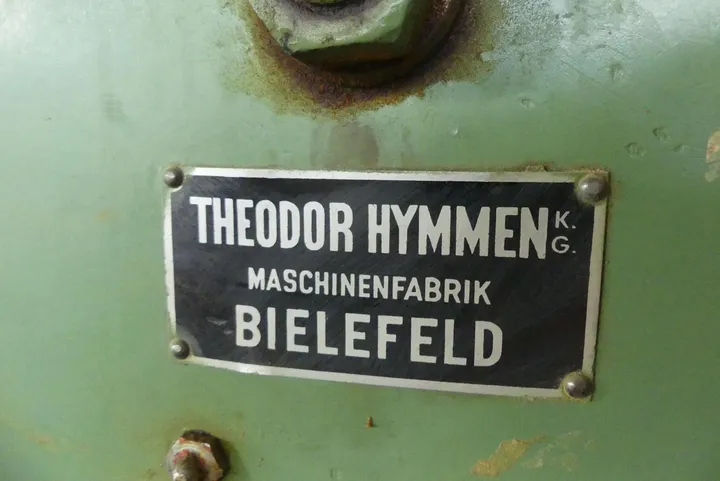 THEODOR HYMMEN K.G.
MASCHINENFABRIK
BIELEFELD